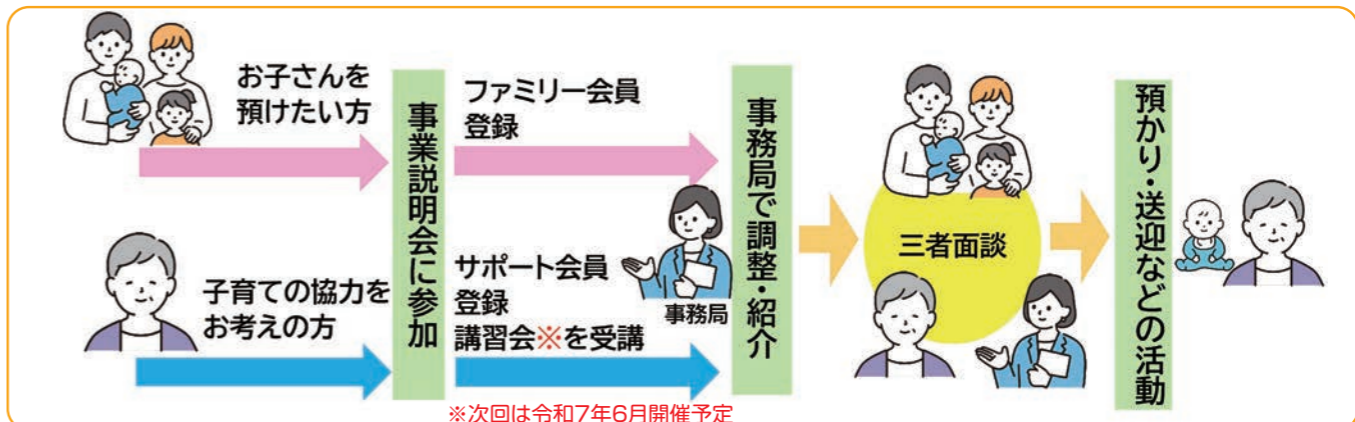 お子さんを
預けたい方
子育ての協力を
お考えの方
事業説明会に参加
ファミリー会員
登録
サポート会員
登録
講習会※を受講
※次回は令和7年6月開催予定
事務局
事務局で調整・紹介
三者面談
預かり・送迎などの活動